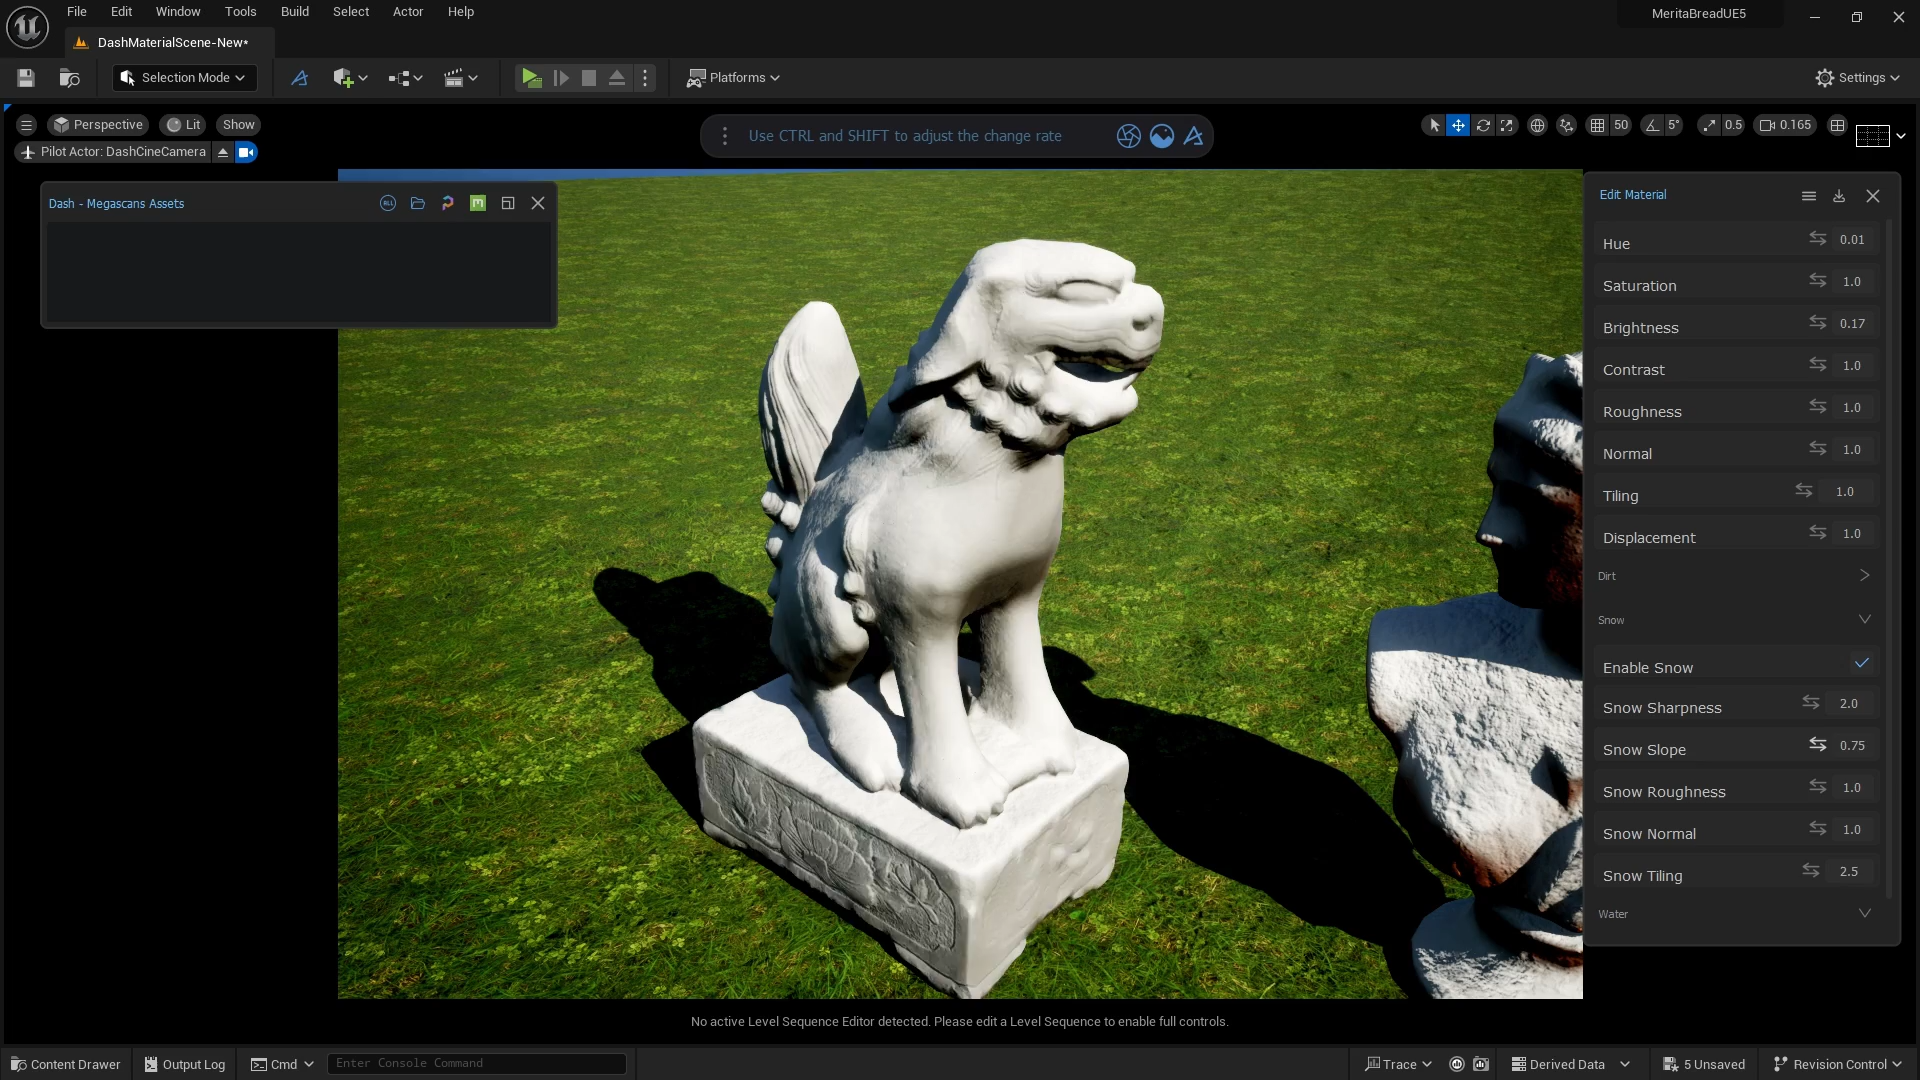 File Edit Window Tools Build Select Actor Help
MeritaBreadUE5
DashMaterialScene-New*
Selection Mode
Platforms
Settings
Perspective Lit Show
Use CTRL and SHIFT to adjust the change rate
50 5° 0.5 0.165
Pilot Actor: DashCineCamera
Dash - Megascans Assets
Edit Material
Hue 0.01
Saturation 1.0
Brightness 0.17
Contrast 1.0
Roughness 1.0
Normal 1.0
Tiling 1.0
Displacement 1.0
Dirt
Snow
Enable Snow
Snow Sharpness 2.0
Snow Slope 0.75
Snow Roughness 1.0
Snow Normal 1.0
Snow Tiling 2.5
Water
No active Level Sequence Editor detected. Please edit a Level Sequence to enable full controls.
Content Drawer Output Log Cmd Enter Console Command Trace Derived Data 5 Unsaved Revision Control